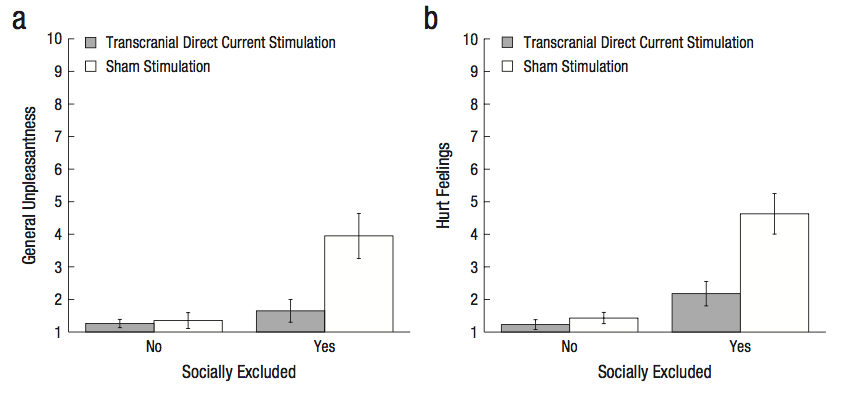 a
Transcranial Direct Current Stimulation
Sham Stimulation
General Unpleasantness
10
9
8
7
6
5
4
3
2
1
No
Yes
Socially Excluded
b
Transcranial Direct Current Stimulation
Sham Stimulation
Hurt Feelings
10
9
8
7
6
5
4
3
2
1
No
Yes
Socially Excluded